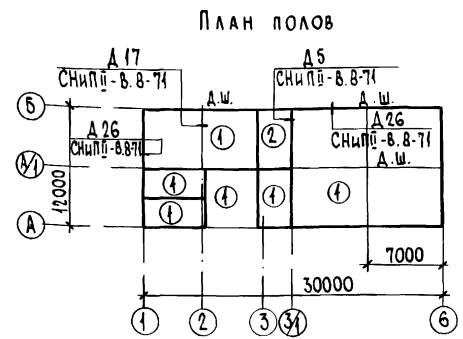 План полов
Д 17
СНиП II-В. 8-71
Д 5
СНиП II-В. 8-71
Д.Ш.
Д.Ш.
Б
Д 26
СНиП II-В.8-71
1
2
Д 26
СНиП II-В. 8-71
Д.Ш.
А/1
1
1
1
1
1
12000
А
7000
30000
1
2
3
3/1
6